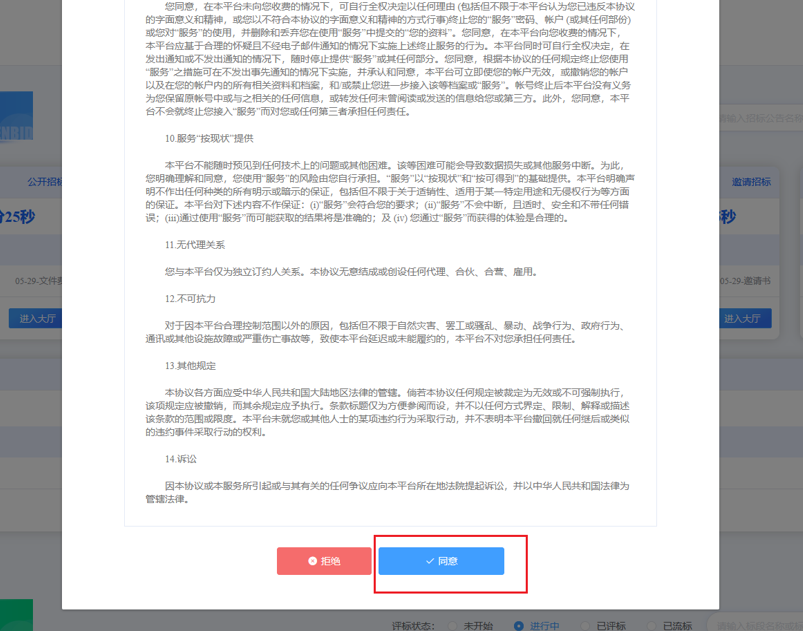 您同意，在本平台未向您收费的情况下，可自行全权决定以任何理由 (包括但不限于本平台认为您已违反本协议
的字面意义和精神，或您以不符合本协议的字面意义和精神的方式行事)终止您的“服务”密码、帐户 (或其任何部份)
或您对“服务”的使用，并删除和丢弃您在使用“服务”中提交的“您的资料”。您同意，在本平台向您收费的情况下，
本平台应基于合理的怀疑且不经电子邮件通知的情况下实施上述终止服务的行为。本平台同时可自行全权决定，在
发出通知或不发出通知的情况下，随时停止提供“服务”或其任何部分。您同意，根据本协议的任何规定终止您使用
“服务”之措施可在不发出事先通知的情况下实施，并承认和同意，本平台可立即使您的帐户无效，或撤销您的帐户
以及在您的帐户内的所有相关资料和档案，和/或禁止您进一步接入该等档案或“服务”。帐号终止后本平台没有义务
为您保留原帐号中或与之相关的任何信息，或转发任何未曾阅读或发送的信息给您或第三方。此外，您同意，本平
台不会就终止您接入“服务”而对您或任何第三者承担任何责任。
10.服务“按现状”提供
本平台不能随时预见到任何技术上的问题或其他困难。该等困难可能会导致数据损失或其他服务中断。为此，
您明确理解和同意，您使用“服务”的风险由您自行承担。“服务”以“按现状”和“按可得到”的基础提供。本平台明确声
明不作出任何种类的所有明示或暗示的保证，包括但不限于关于适销性、适用于某一特定用途和无侵权行为等方面
的保证。本平台对下述内容不作保证：(i)“服务”会符合您的要求；(ii)“服务”不会中断，且适时、安全和不带任何错
误；(iii)通过使用“服务”而可能获取的结果将是准确的；及 (iv) 您通过“服务”而获得的体验是合理的。
11.无代理关系
您与本平台仅为独立订约人关系。本协议无意结成或创设任何代理、合伙、合营、雇用。
12.不可抗力
对于因本平台合理控制范围以外的原因，包括但不限于自然灾害、罢工或骚乱、暴动、战争行为、政府行为、
通讯或其他设施故障或严重伤亡事故等，致使本平台延迟或未能履约的，本平台不对您承担任何责任。
13.其他规定
本协议各方面应受中华人民共和国大陆地区法律的管辖。倘若本协议任何规定被裁定为无效或不可强制执行，
该项规定应被撤销，而其余规定应予执行。条款标题仅为方便参阅而设，并不以任何方式界定、限制、解释或描述
该条款的范围或限度。本平台未就您或其他人士的某项违约行为采取行动，并不表明本平台撤回就任何继后或类似
的违约事件采取行动的权利。
14.诉讼
因本协议或本服务所引起或与其有关的任何争议应向本平台所在地法院提起诉讼，并以中华人民共和国法律为
管辖法律。
拒绝
同意
公开招标
分25秒
05-29-文件
进入大厅
请输入招标公告名称
邀请招标
秒
05-29-邀请书
进入大厅
评标状态：
未开始
进行中
已评标
已流标
请输入标段名称或标